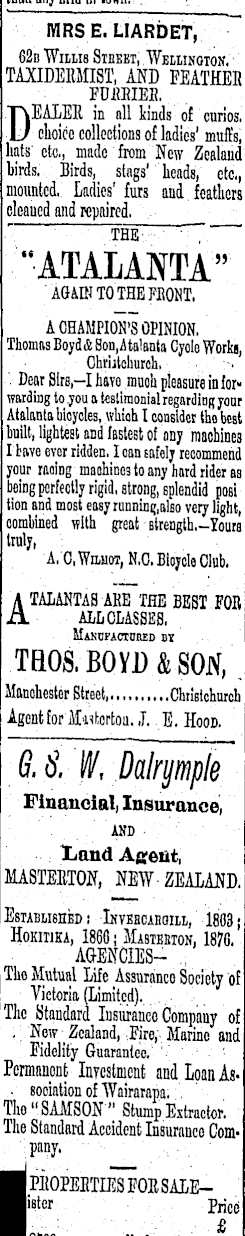 MRS E. LIARDET,
62B WILLIS STREET, WELLINGTON.
TAXIDERMIST, AND FEATHER
FURRIER.
DEALER in all kinds of curios,
choice collections of ladies' muffs,
hats etc., made from New Zealand
birds. Birds, stags' heads, etc.,
mounted. Ladies' furs and feathers
cleaned and repaired.
THE
"ATALANTA"
AGAIN TO THE FRONT.
A CHAMPION'S OPINION.
Thomas Boyd & Son, Atalanta Cycle Works,
Christchurch.
Dear Sirs,—I have much pleasure in for-
warding to you a testimonial regarding your
Atalanta bicycles, which I consider the best
built, lightest and fastest of any machines
I have ever ridden. I can safely recommend
your racing machines to any hard rider as
being perfectly rigid, strong, splendid posi
tion and most easy running, also very light,
combined with great strength.—Yours
truly,
A. C, WILMOT, N.C. Bicycle Club.
ATALANTAS ARE THE BEST FOR
ALL CLASSES.
MANUFACTURED BY
THOS. BOYD & SON,
Manchester Street,..........Christchurch
Agent for Masterton. J. E. HOOD.
G. S. W. Dalrymple
Financial, Insurance,
AND
Land Agent,
MASTERTON, NEW ZEALAND.
ESTABLISHED: INVERCARGILL, 1863;
HOKITIKA, 1866; MASTERTON, 1876.
AGENCIES—
The Mutual Life Assurance Society of
Victoria (Limited).
The Standard Insurance Company of
New Zealand, Fire, Marine and
Fidelity Guarantee.
Permanent Investment and Loan As-
sociation of Wairarapa.
The "SAMSON" Stump Extractor.
The Standard Accident Insurance Com-
pany.
PROPERTIES FOR SALE—
ister Price
£